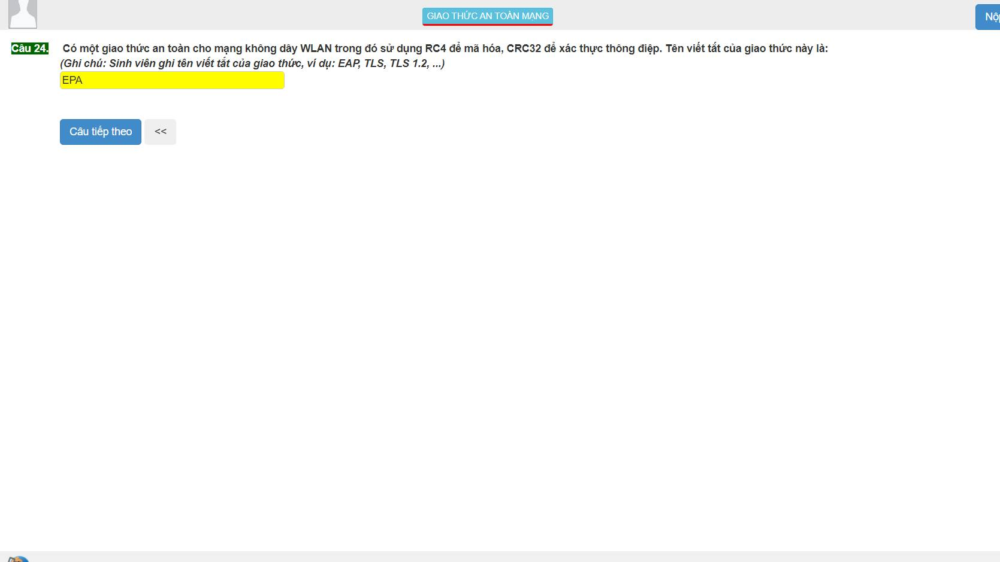 GIAO THỨC AN TOÀN MẠNG
Câu 24. Có một giao thức an toàn cho mạng không dây WLAN trong đó sử dụng RC4 để mã hóa, CRC32 để xác thực thông điệp. Tên viết tắt của giao thức này là:
(Ghi chú: Sinh viên ghi tên viết tắt của giao thức, ví dụ: EAP, TLS, TLS 1.2, ...)
EPA
Câu tiếp theo <<